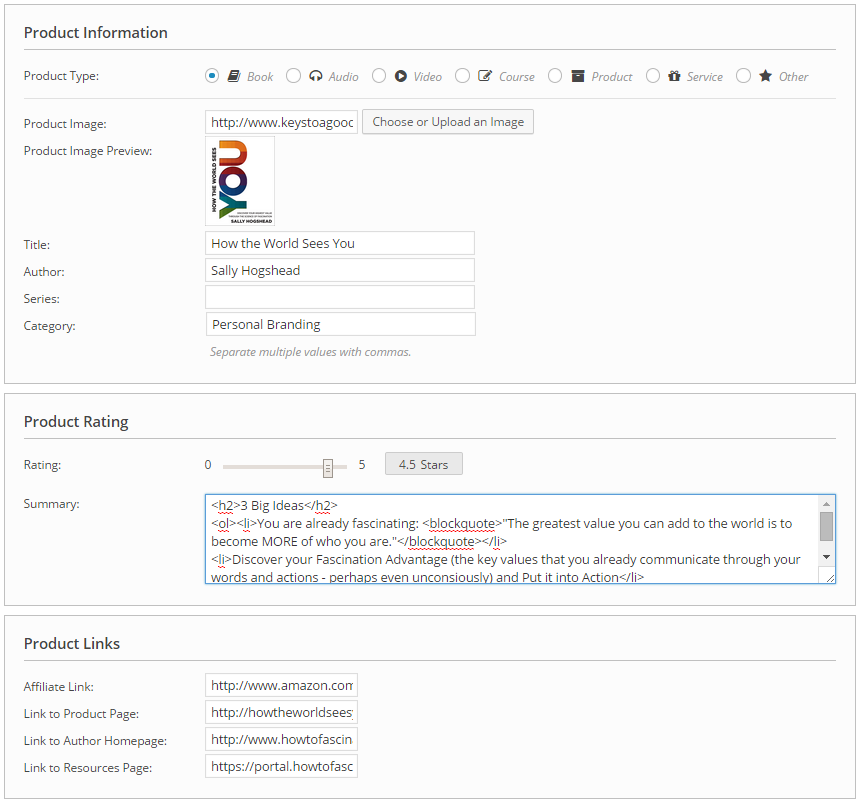 Product Information
Product Type: Book Audio Video Course Product Service Other
Product Image: http://www.keystoagooc Choose or Upload an Image
Product Image Preview:
HOW THE WORLD SEES
YOU
SALLY HOGSHEAD
Title: How the World Sees You
Author: Sally Hogshead
Series:
Category: Personal Branding
Separate multiple values with commas.
Product Rating
Rating: 0 5 4.5 Stars
Summary: <h2>3 Big Ideas</h2>
<ol><li>You are already fascinating: <blockquote>"The greatest value you can add to the world is to
become MORE of who you are."</blockquote></li>
<li>Discover your Fascination Advantage (the key values that you already communicate through your
words and actions - perhaps even unconsiously) and Put it into Action</li>
Product Links
Affiliate Link: http://www.amazon.com
Link to Product Page: http://howtheworldseesy
Link to Author Homepage: http://www.howtofascin
Link to Resources Page: https://portal.howtofasc